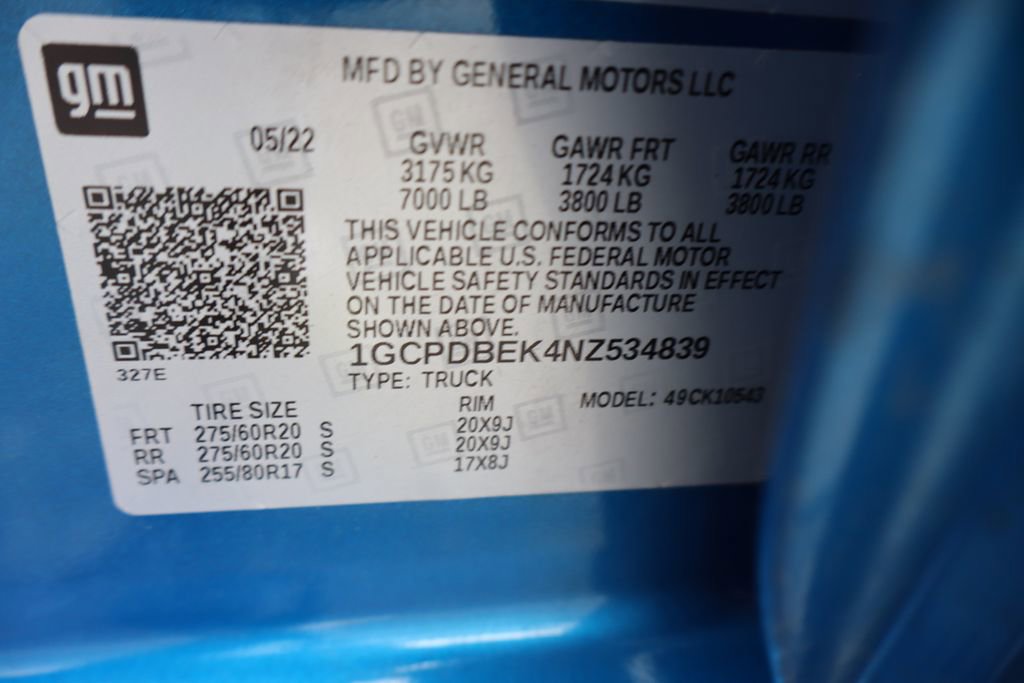 gm
MFD BY GENERAL MOTORS LLC
05/22 GVWR GAWR FRT GAWR RR
3175 KG 1724 KG 1724 KG
7000 LB 3800 LB 3800 LB
THIS VEHICLE CONFORMS TO ALL
APPLICABLE U.S. FEDERAL MOTOR
VEHICLE SAFETY STANDARDS IN EFFECT
ON THE DATE OF MANUFACTURE
SHOWN ABOVE.
1GCPDBEK4NZ534839
327E TYPE: TRUCK
TIRE SIZE RIM MODEL: 49CK10543
FRT 275/60R20 S 20X9J
RR 275/60R20 S 20X9J
SPA 255/80R17 S 17X8J